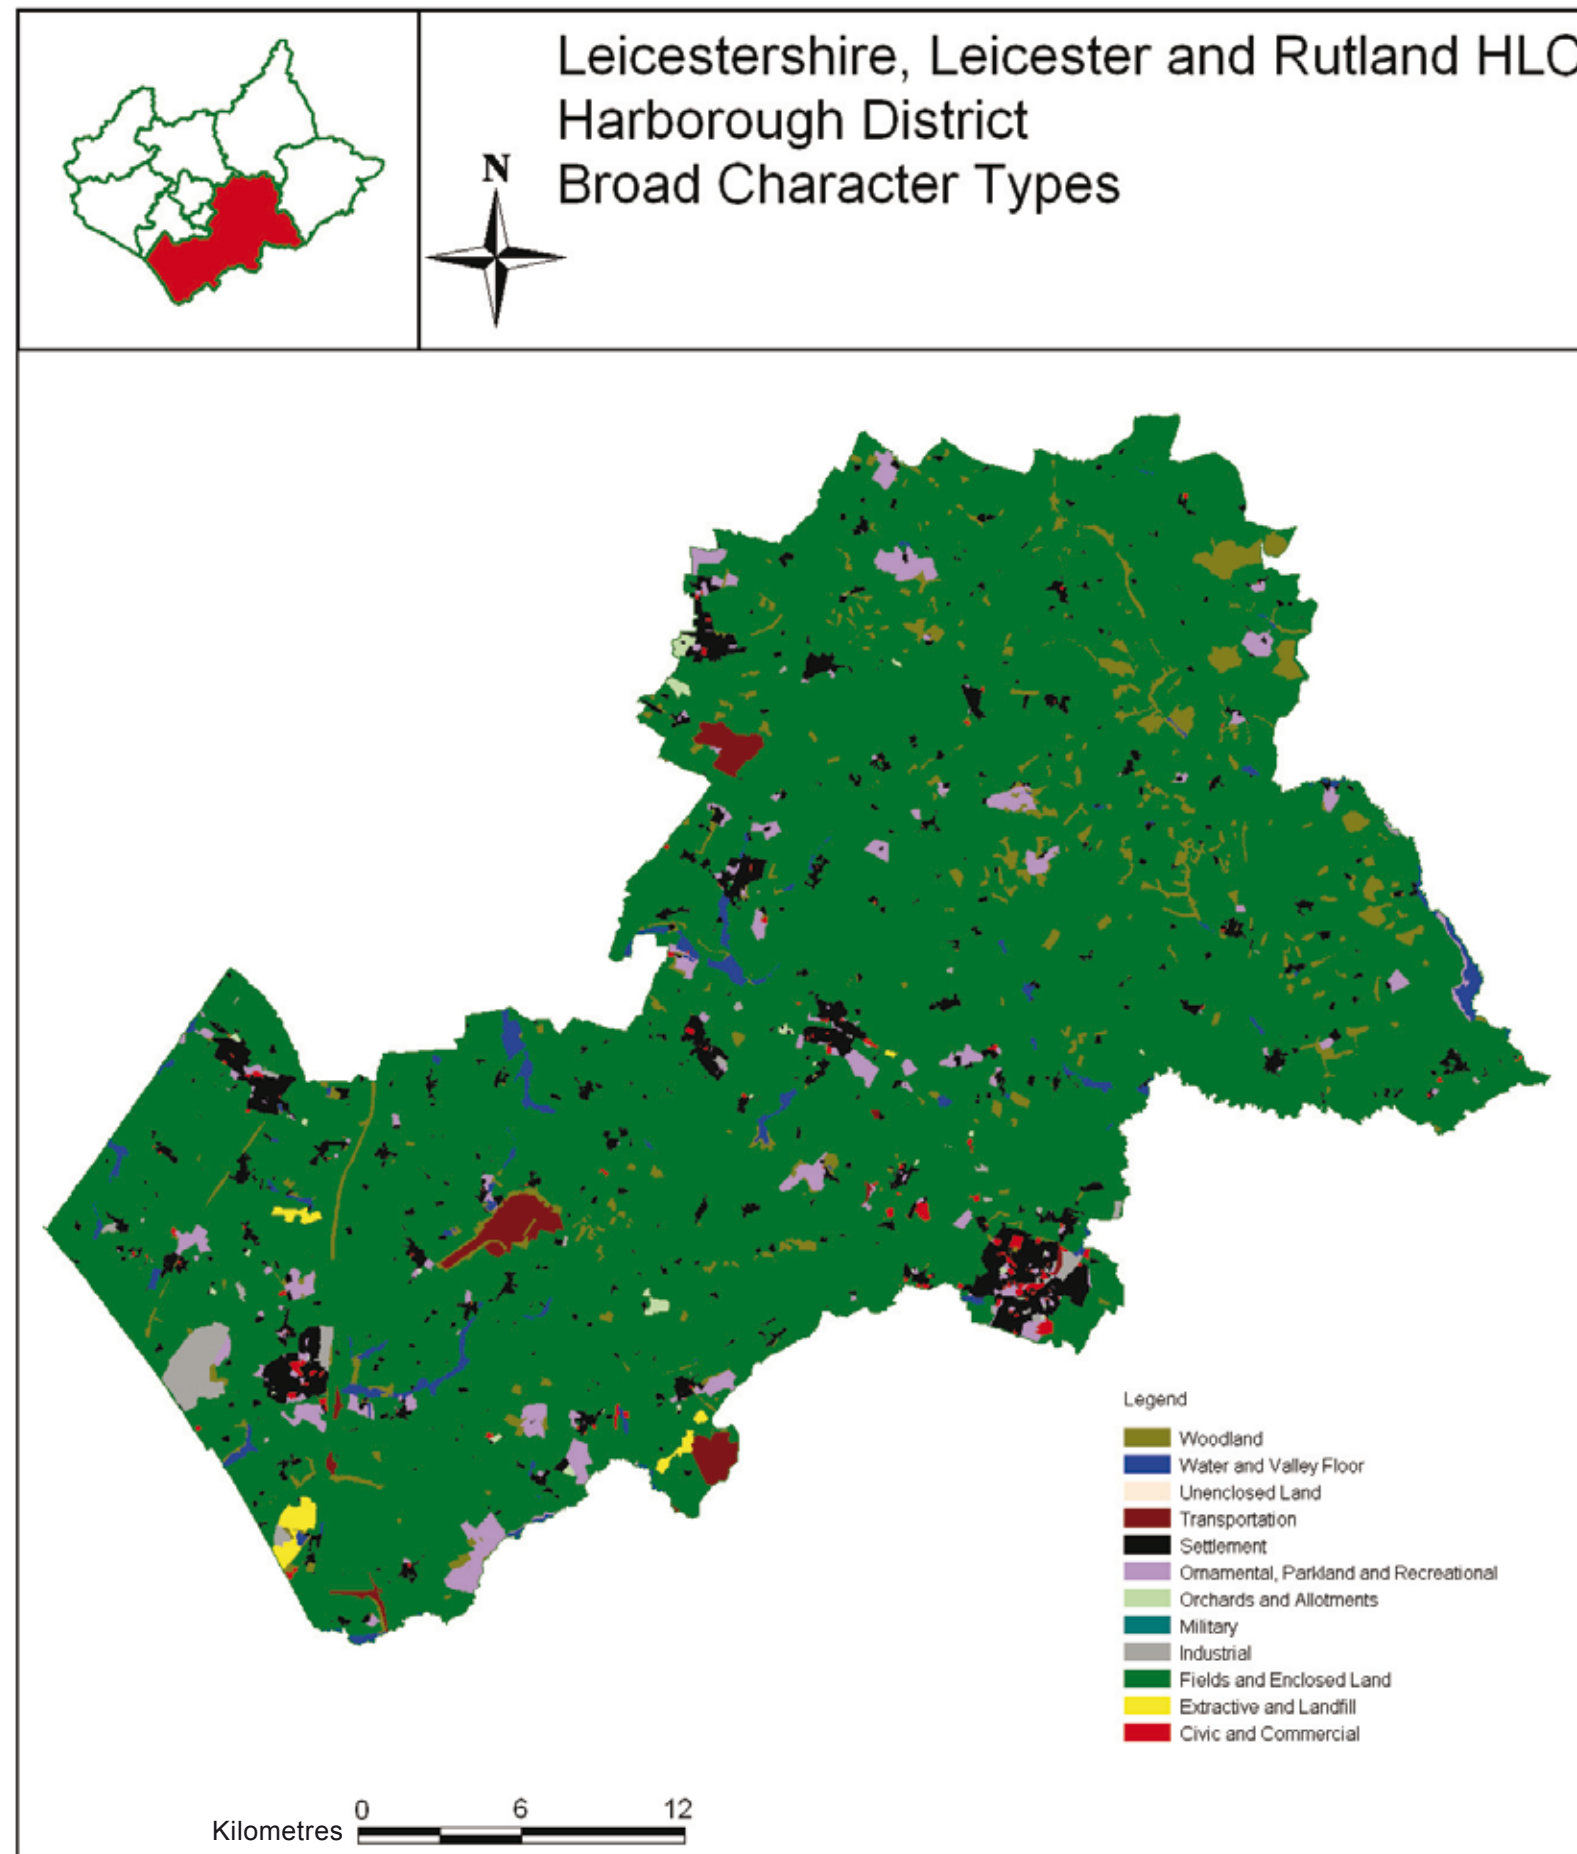 Leicestershire, Leicester and Rutland HLC
Harborough District
Broad Character Types
N
Legend
Woodland
Water and Valley Floor
Unenclosed Land
Transportation
Settlement
Ornamental, Parkland and Recreational
Orchards and Allotments
Military
Industrial
Fields and Enclosed Land
Extractive and Landfill
Civic and Commercial
0 6 12
Kilometres